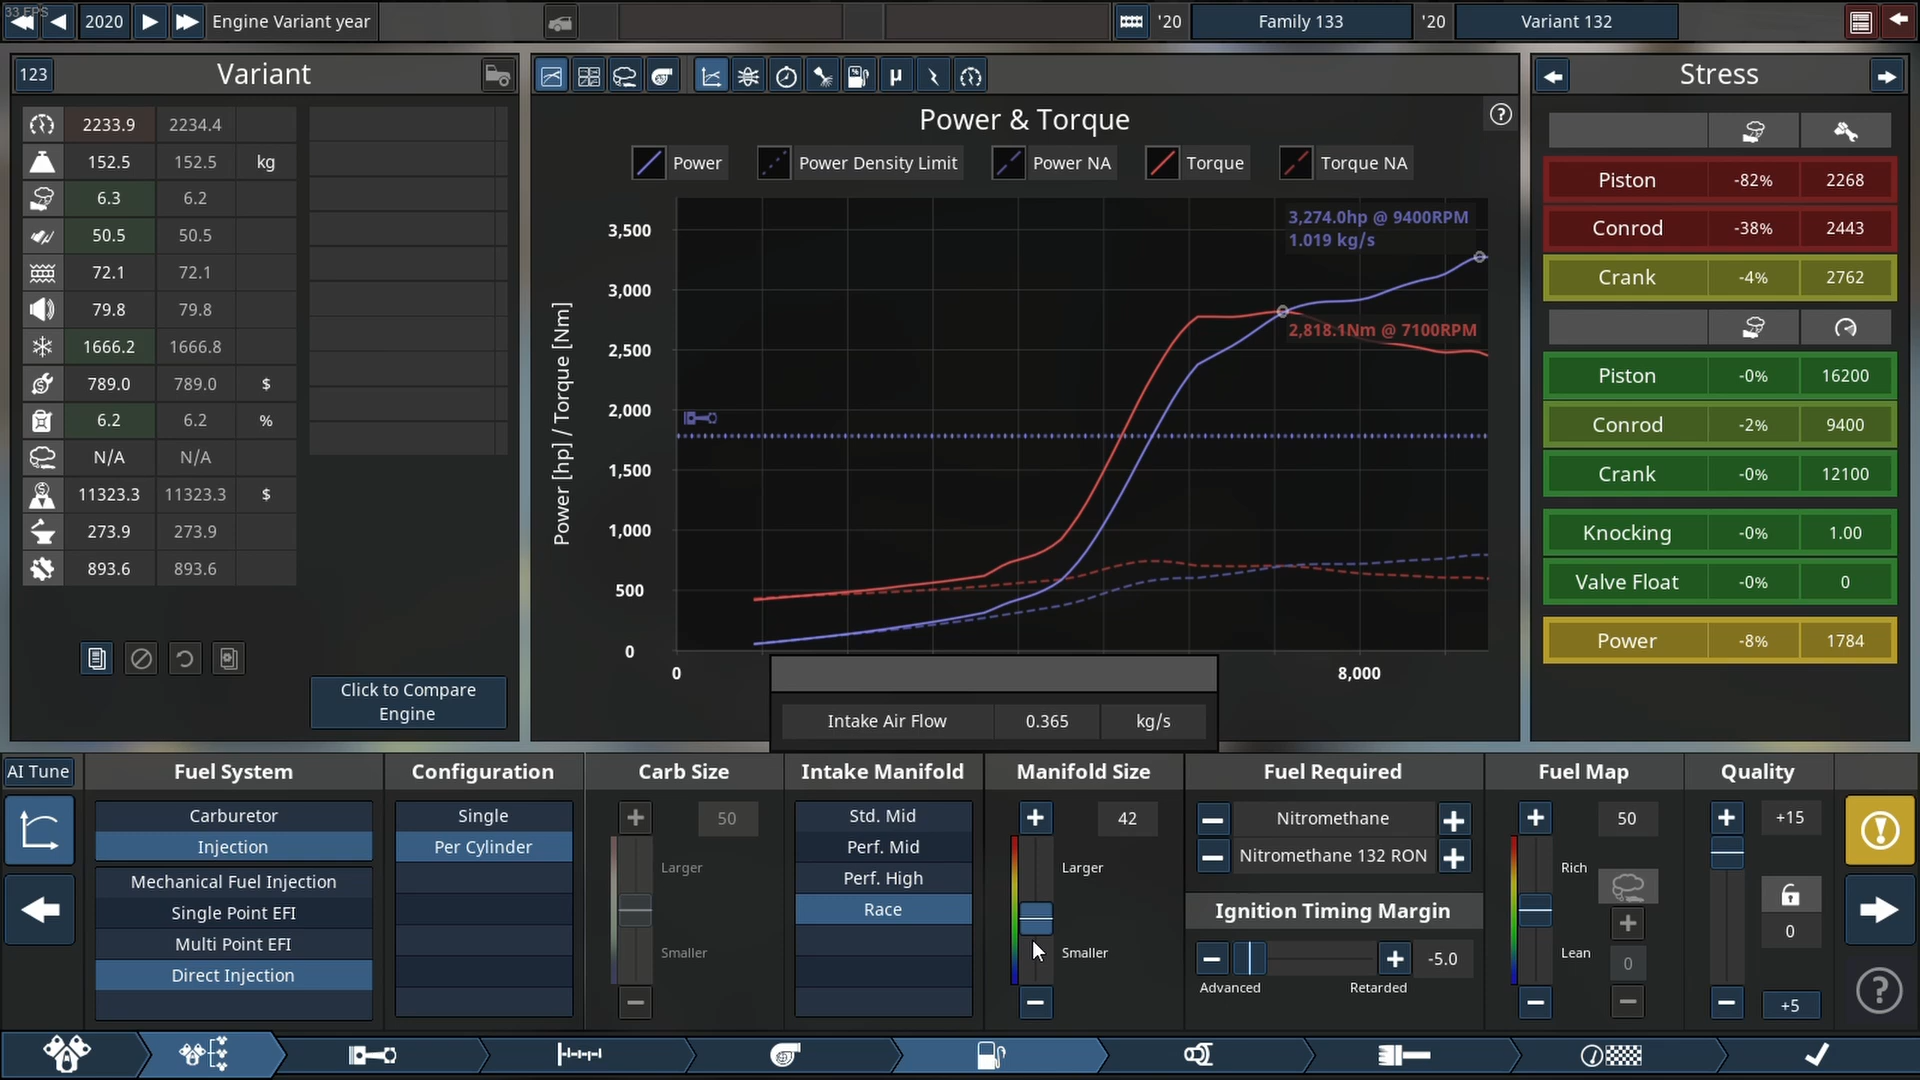 33 FPS
2020
Engine Variant year
'20
Family 133
'20
Variant 132
123
Variant
2233.9 2234.4
152.5 152.5 kg
6.3 6.2
50.5 50.5
72.1 72.1
79.8 79.8
1666.2 1666.8
789.0 789.0 $
6.2 6.2 %
N/A N/A
11323.3 11323.3 $
273.9 273.9
893.6 893.6
Click to Compare
Engine
µ
Power & Torque
?
Power
Power Density Limit
Power NA
Torque
Torque NA
Power [hp] / Torque [Nm]
3,500
3,000
2,500
2,000
1,500
1,000
500
0
0
8,000
3,274.0hp @ 9400RPM
1.019 kg/s
2,818.1Nm @ 7100RPM
Intake Air Flow 0.365 kg/s
Stress
Piston -82% 2268
Conrod -38% 2443
Crank -4% 2762
Piston -0% 16200
Conrod -2% 9400
Crank -0% 12100
Knocking -0% 1.00
Valve Float -0% 0
Power -8% 1784
AI Tune
Fuel System
Carburetor
Injection
Mechanical Fuel Injection
Single Point EFI
Multi Point EFI
Direct Injection
Configuration
Single
Per Cylinder
Carb Size
50
Larger
Smaller
Intake Manifold
Std. Mid
Perf. Mid
Perf. High
Race
Manifold Size
42
Larger
Smaller
Fuel Required
Nitromethane
Nitromethane 132 RON
Ignition Timing Margin
-5.0
Advanced
Retarded
Fuel Map
50
Rich
Lean
0
Quality
+15
0
+5
?